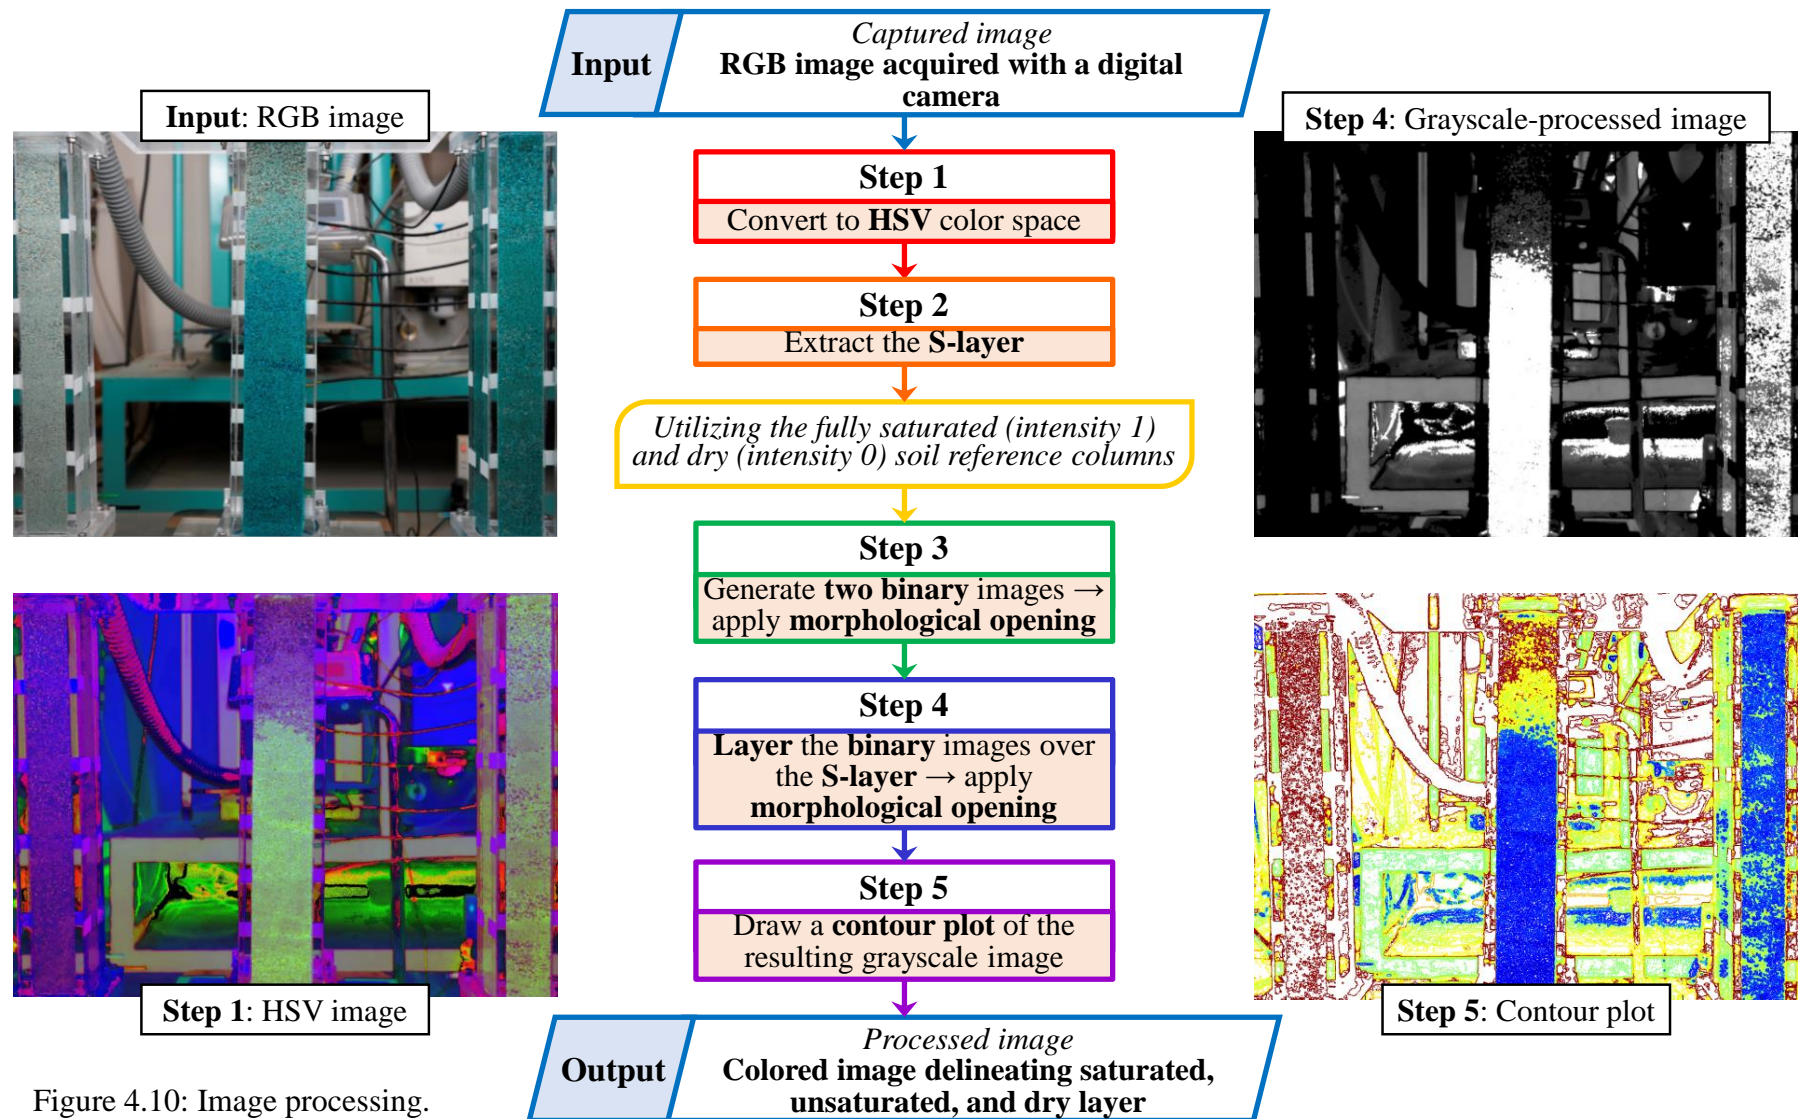 Input
Captured image
RGB image acquired with a digital
camera
Input: RGB image
Step 4: Grayscale-processed image
Step 1
Convert to HSV color space
Step 2
Extract the S-layer
Utilizing the fully saturated (intensity 1)
and dry (intensity 0) soil reference columns
Step 3
Generate two binary images →
apply morphological opening
Step 4
Layer the binary images over
the S-layer → apply
morphological opening
Step 5
Draw a contour plot of the
resulting grayscale image
Step 1: HSV image
Step 5: Contour plot
Output
Processed image
Colored image delineating saturated,
unsaturated, and dry layer
Figure 4.10: Image processing.